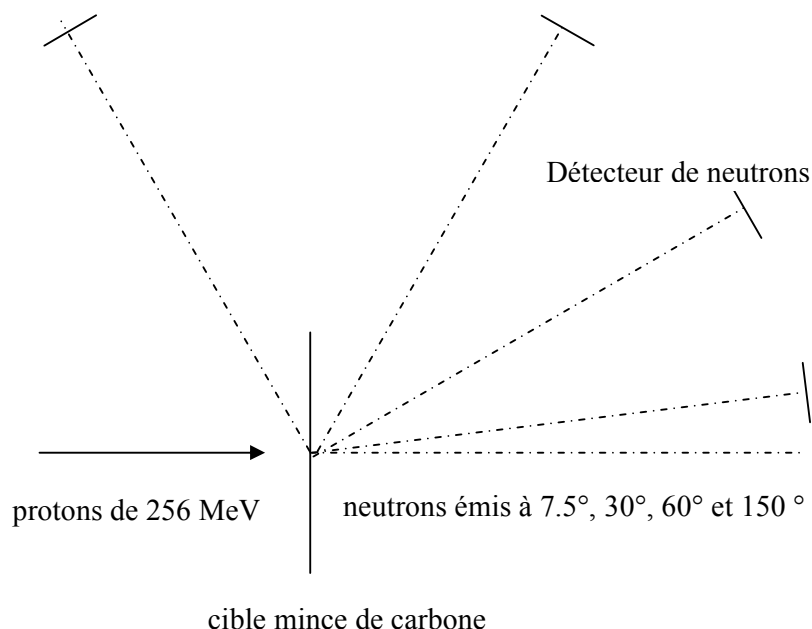 Détecteur de neutrons
protons de 256 MeV
neutrons émis à 7.5°, 30°, 60° et 150 °
cible mince de carbone